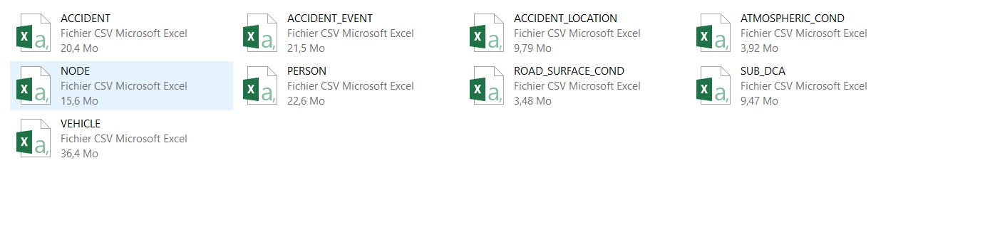 ACCIDENT
Fichier CSV Microsoft Excel
20,4 Mo
ACCIDENT_EVENT
Fichier CSV Microsoft Excel
21,5 Mo
ACCIDENT_LOCATION
Fichier CSV Microsoft Excel
9,79 Mo
ATMOSPHERIC_COND
Fichier CSV Microsoft Excel
3,92 Mo
NODE
Fichier CSV Microsoft Excel
15,6 Mo
PERSON
Fichier CSV Microsoft Excel
22,6 Mo
ROAD_SURFACE_COND
Fichier CSV Microsoft Excel
3,48 Mo
SUB_DCA
Fichier CSV Microsoft Excel
9,47 Mo
VEHICLE
Fichier CSV Microsoft Excel
36,4 Mo